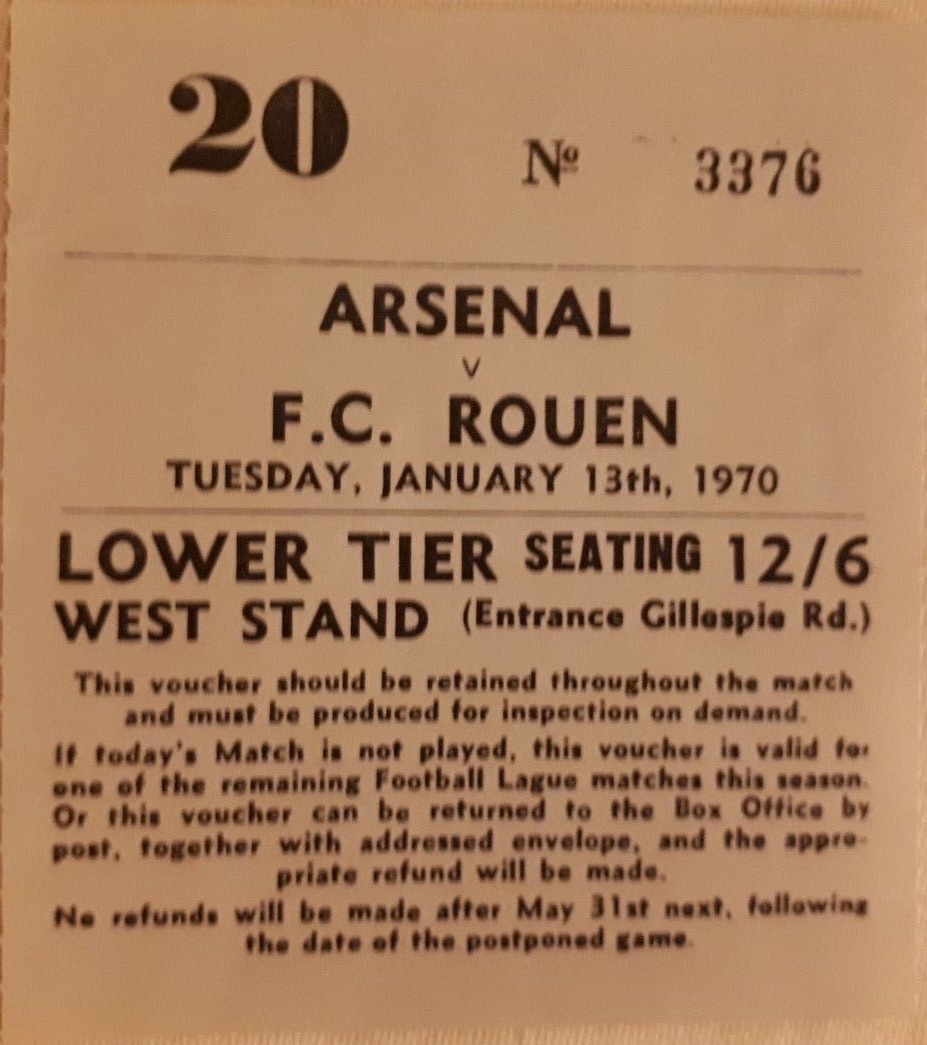 20 Nº 3376
ARSENAL
v
F.C. ROUEN
TUESDAY, JANUARY 13th, 1970
LOWER TIER SEATING 12/6
WEST STAND (Entrance Gillespie Rd.)
This voucher should be retained throughout the match
and must be produced for inspection on demand.
If today's Match is not played, this voucher is valid for
one of the remaining Football Lague matches this season.
Or this voucher can be returned to the Box Office by
post, together with addressed envelope, and the appro-
priate refund will be made.
No refunds will be made after May 31st next, following
the date of the postponed game.